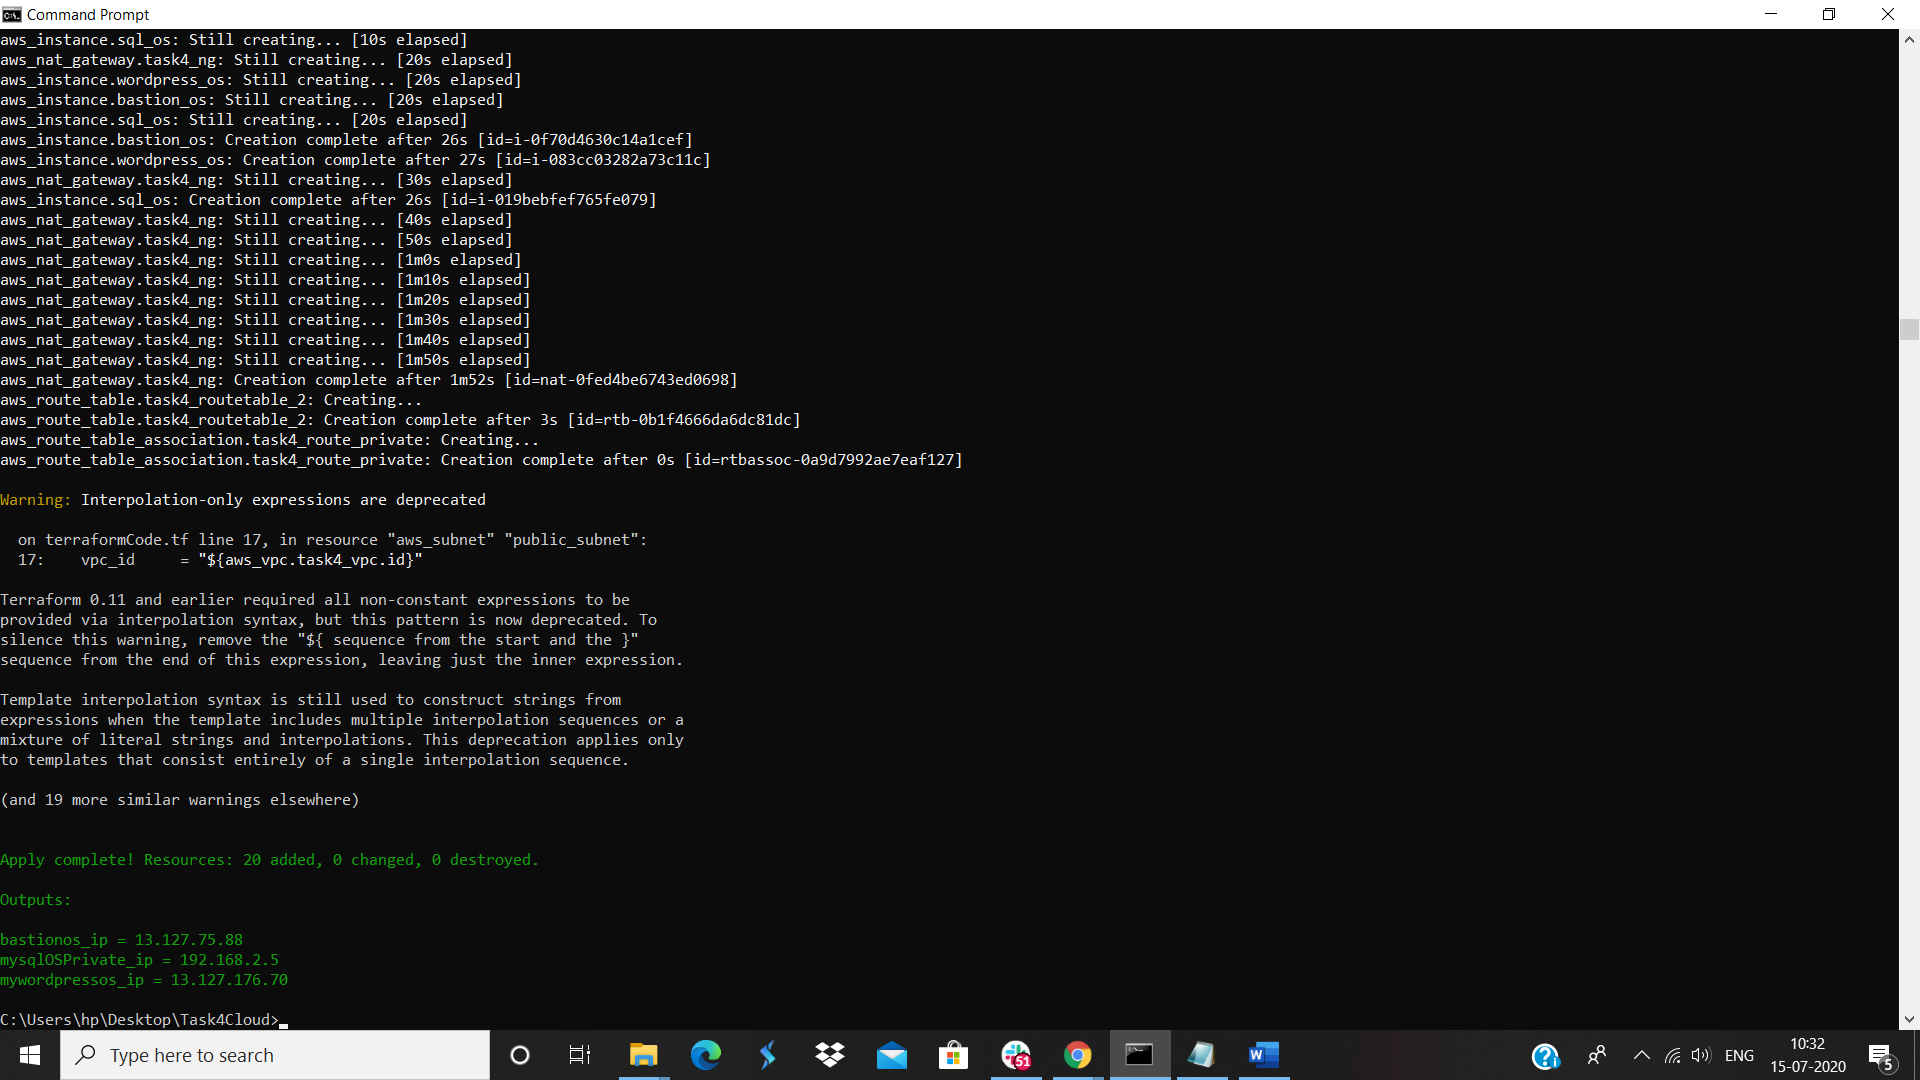 Command Prompt
aws_instance.sql_os: Still creating... [10s elapsed]
aws_nat_gateway.task4_ng: Still creating... [20s elapsed]
aws_instance.wordpress_os: Still creating... [20s elapsed]
aws_instance.bastion_os: Still creating... [20s elapsed]
aws_instance.sql_os: Still creating... [20s elapsed]
aws_instance.bastion_os: Creation complete after 26s [id=i-0f70d4630c14a1cef]
aws_instance.wordpress_os: Creation complete after 27s [id=i-083cc03282a73c11c]
aws_nat_gateway.task4_ng: Still creating... [30s elapsed]
aws_instance.sql_os: Creation complete after 26s [id=i-019bebfef765fe079]
aws_nat_gateway.task4_ng: Still creating... [40s elapsed]
aws_nat_gateway.task4_ng: Still creating... [50s elapsed]
aws_nat_gateway.task4_ng: Still creating... [1m0s elapsed]
aws_nat_gateway.task4_ng: Still creating... [1m10s elapsed]
aws_nat_gateway.task4_ng: Still creating... [1m20s elapsed]
aws_nat_gateway.task4_ng: Still creating... [1m30s elapsed]
aws_nat_gateway.task4_ng: Still creating... [1m40s elapsed]
aws_nat_gateway.task4_ng: Still creating... [1m50s elapsed]
aws_nat_gateway.task4_ng: Creation complete after 1m52s [id=nat-0fed4be6743ed0698]
aws_route_table.task4_routetable_2: Creating...
aws_route_table.task4_routetable_2: Creation complete after 3s [id=rtb-0b1f4666da6dc81dc]
aws_route_table_association.task4_route_private: Creating...
aws_route_table_association.task4_route_private: Creation complete after 0s [id=rtbassoc-0a9d7992ae7eaf127]
Warning: Interpolation-only expressions are deprecated
on terraformCode.tf line 17, in resource "aws_subnet" "public_subnet":
17: vpc_id = "${aws_vpc.task4_vpc.id}"
Terraform 0.11 and earlier required all non-constant expressions to be
provided via interpolation syntax, but this pattern is now deprecated. To
silence this warning, remove the "${ sequence from the start and the }"
sequence from the end of this expression, leaving just the inner expression.
Template interpolation syntax is still used to construct strings from
expressions when the template includes multiple interpolation sequences or a
mixture of literal strings and interpolations. This deprecation applies only
to templates that consist entirely of a single interpolation sequence.
(and 19 more similar warnings elsewhere)
Apply complete! Resources: 20 added, 0 changed, 0 destroyed.
Outputs:
bastionos_ip = 13.127.75.88
mysqlOSPrivate_ip = 192.168.2.5
mywordpressos_ip = 13.127.176.70
C:\Users\hp\Desktop\Task4Cloud>
Type here to search
51
W
ENG
10:32
15-07-2020
5